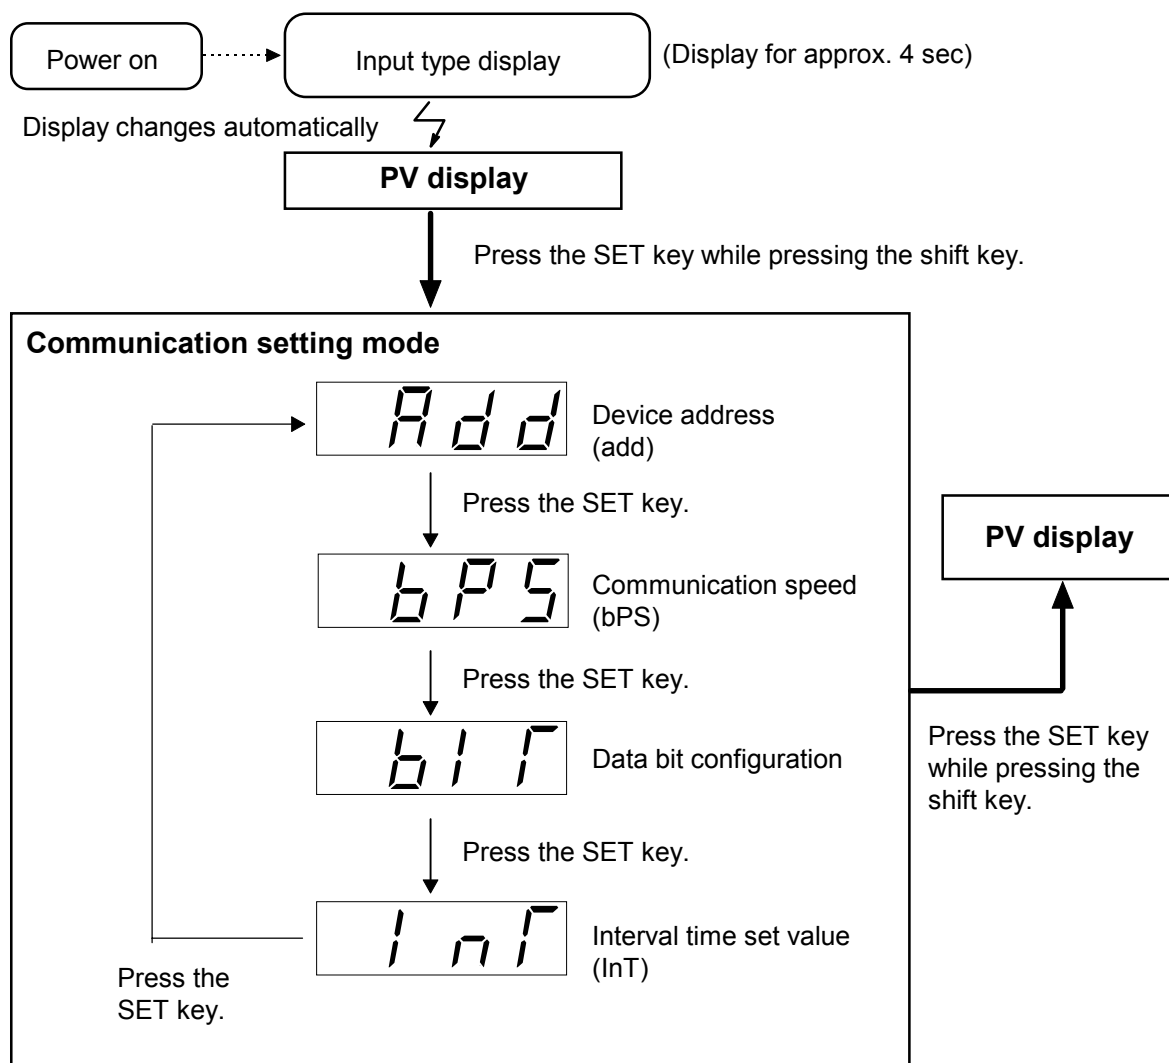 Power on
Input type display
(Display for approx. 4 sec)
Display changes automatically
PV display
Press the SET key while pressing the shift key.
Communication setting mode
Add
Device address
(add)
Press the SET key.
bPS
Communication speed
(bPS)
PV display
Press the SET key.
bIT
Data bit configuration
Press the SET key
while pressing the
shift key.
Press the SET key.
InT
Interval time set value
(InT)
Press the
SET key.